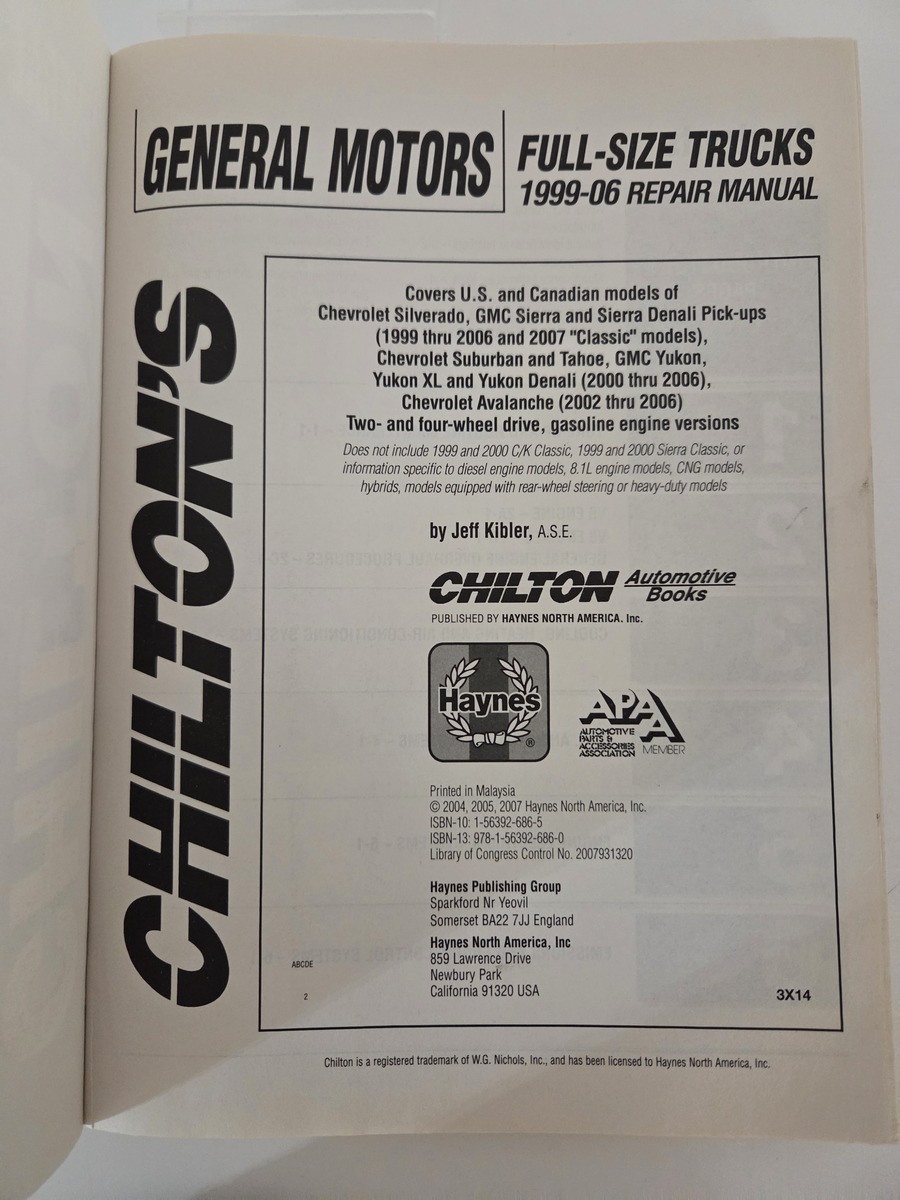 GENERAL MOTORS
FULL-SIZE TRUCKS
1999-06 REPAIR MANUAL
CHILTON'S
Covers U.S. and Canadian models of
Chevrolet Silverado, GMC Sierra and Sierra Denali Pick-ups
(1999 thru 2006 and 2007 "Classic" models),
Chevrolet Suburban and Tahoe, GMC Yukon,
Yukon XL and Yukon Denali (2000 thru 2006),
Chevrolet Avalanche (2002 thru 2006)
Two- and four-wheel drive, gasoline engine versions
Does not include 1999 and 2000 C/K Classic, 1999 and 2000 Sierra Classic, or
information specific to diesel engine models, 8.1L engine models, CNG models,
hybrids, models equipped with rear-wheel steering or heavy-duty models
by Jeff Kibler, A.S.E.
CHILTON Automotive
Books
PUBLISHED BY HAYNES NORTH AMERICA. Inc.
Haynes
®
APAA
AUTOMOTIVE
PARTS &
ACCESSORIES
ASSOCIATION
MEMBER
Printed in Malaysia
© 2004, 2005, 2007 Haynes North America, Inc.
ISBN-10: 1-56392-686-5
ISBN-13: 978-1-56392-686-0
Library of Congress Control No. 2007931320
Haynes Publishing Group
Sparkford Nr Yeovil
Somerset BA22 7JJ England
Haynes North America, Inc
859 Lawrence Drive
Newbury Park
California 91320 USA
ABCDE
2
3X14
Chilton is a registered trademark of W.G. Nichols, Inc., and has been licensed to Haynes North America, Inc.